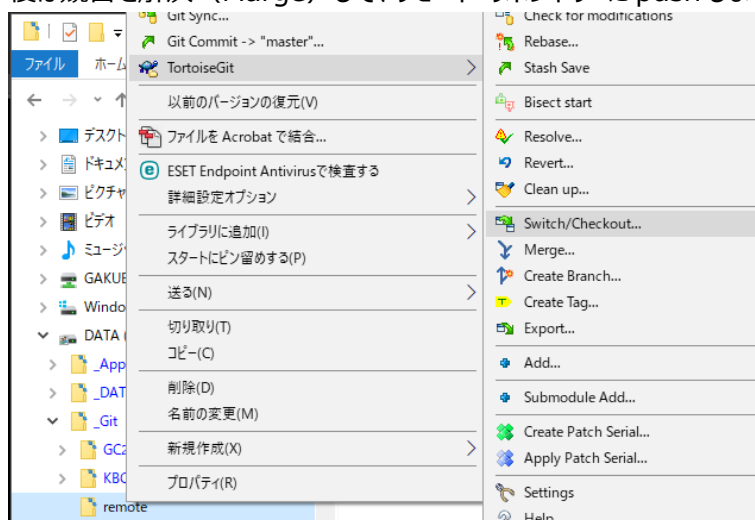 Git Sync...
Git Commit -> "master"...
TortoiseGit
以前のバージョンの復元(V)
ファイルを Acrobat で結合...
ESET Endpoint Antivirusで検査する
詳細設定オプション
ライブラリに追加(I)
スタートにピン留めする(P)
送る(N)
切り取り(T)
コピー(C)
削除(D)
名前の変更(M)
新規作成(X)
プロパティ(R)
Check for modifications
Rebase...
Stash Save
Bisect start
Resolve...
Revert...
Clean up...
Switch/Checkout...
Merge...
Create Branch...
Create Tag...
Export...
Add...
Submodule Add...
Create Patch Serial...
Apply Patch Serial...
Settings
Help
ファイル
ホーム
デスクト
ドキュメ
ピクチャ
ビデオ
ミュージ
GAKUE
Windo
DATA (
_App
_DAT
_Git
GC2
KBC
remote